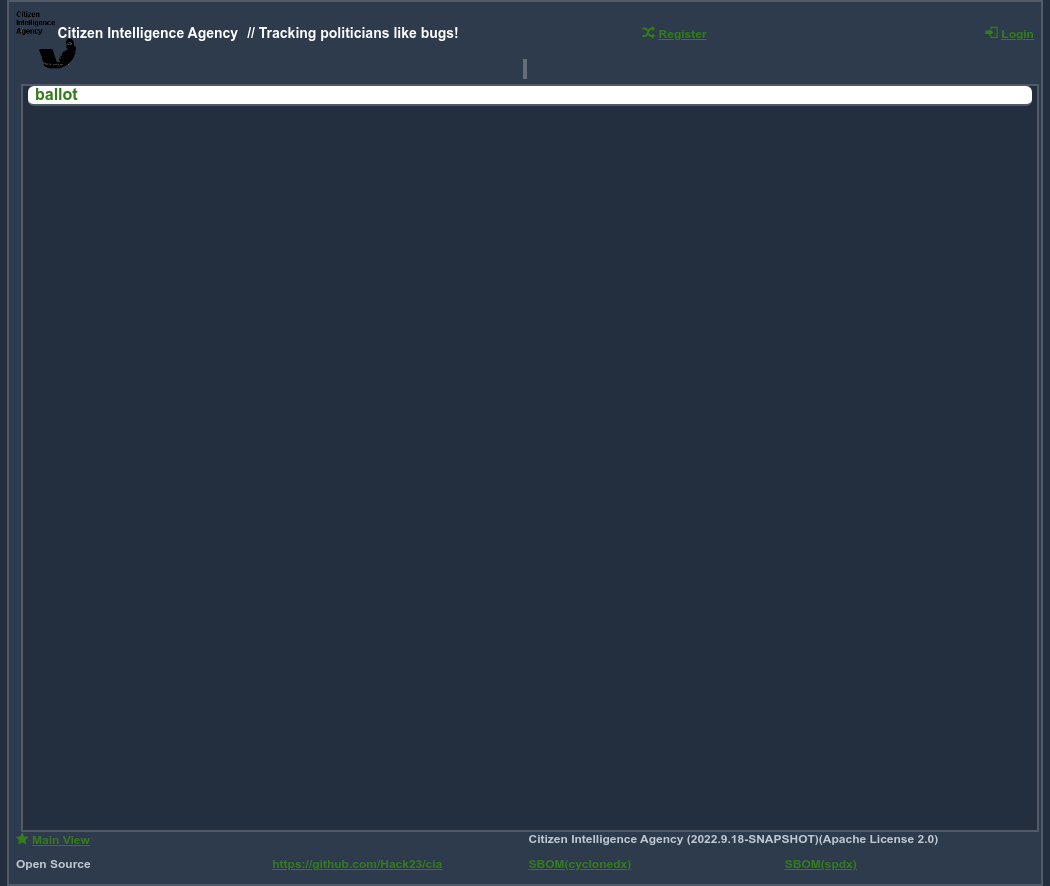 Citizen
Intelligence
Agency
Citizen Intelligence Agency // Tracking politicians like bugs!
Register
Login
ballot
Main View
Citizen Intelligence Agency (2022.9.18-SNAPSHOT)(Apache License 2.0)
Open Source
https://github.com/Hack23/cia
SBOM(cyclonedx)
SBOM(spdx)